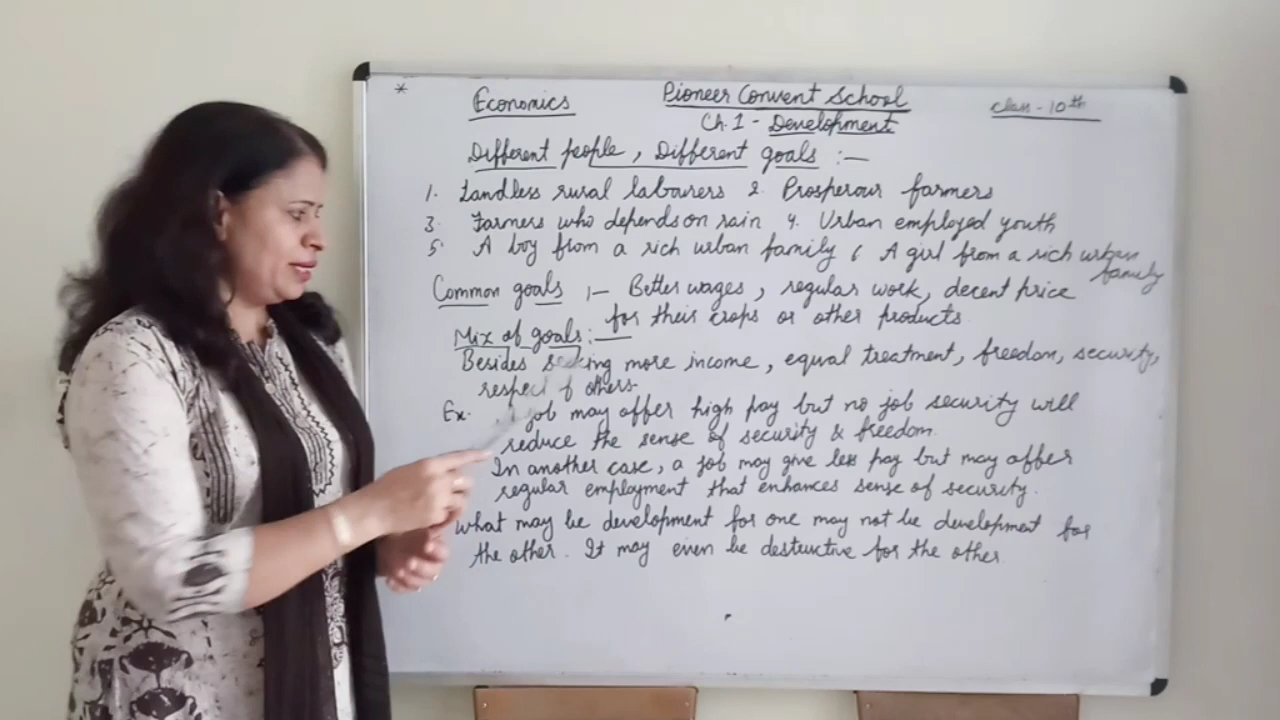 * Economics Pioneer Convent School class - 10th
Ch. 1 - Development
Different people, Different goals :-
1. Landless rural labourers 2. Prosperour farmers
3. Farmers who depends on rain 4. Urban employed youth
5. A boy from a rich urban family 6 A girl from a rich urban
family
Common goals :- Better wages, regular work, decent price
for their crops or other products
Mix of goals :-
Besides seeking more income, equal treatment, freedom, security,
respect of others.
Ex. A job may offer high pay but no job security will
reduce the sense of security & freedom.
In another case, a job may give less pay but may offer
regular employment that enhances sense of security.
what may be development for one may not be development for
the other. It may even be destructive for the other